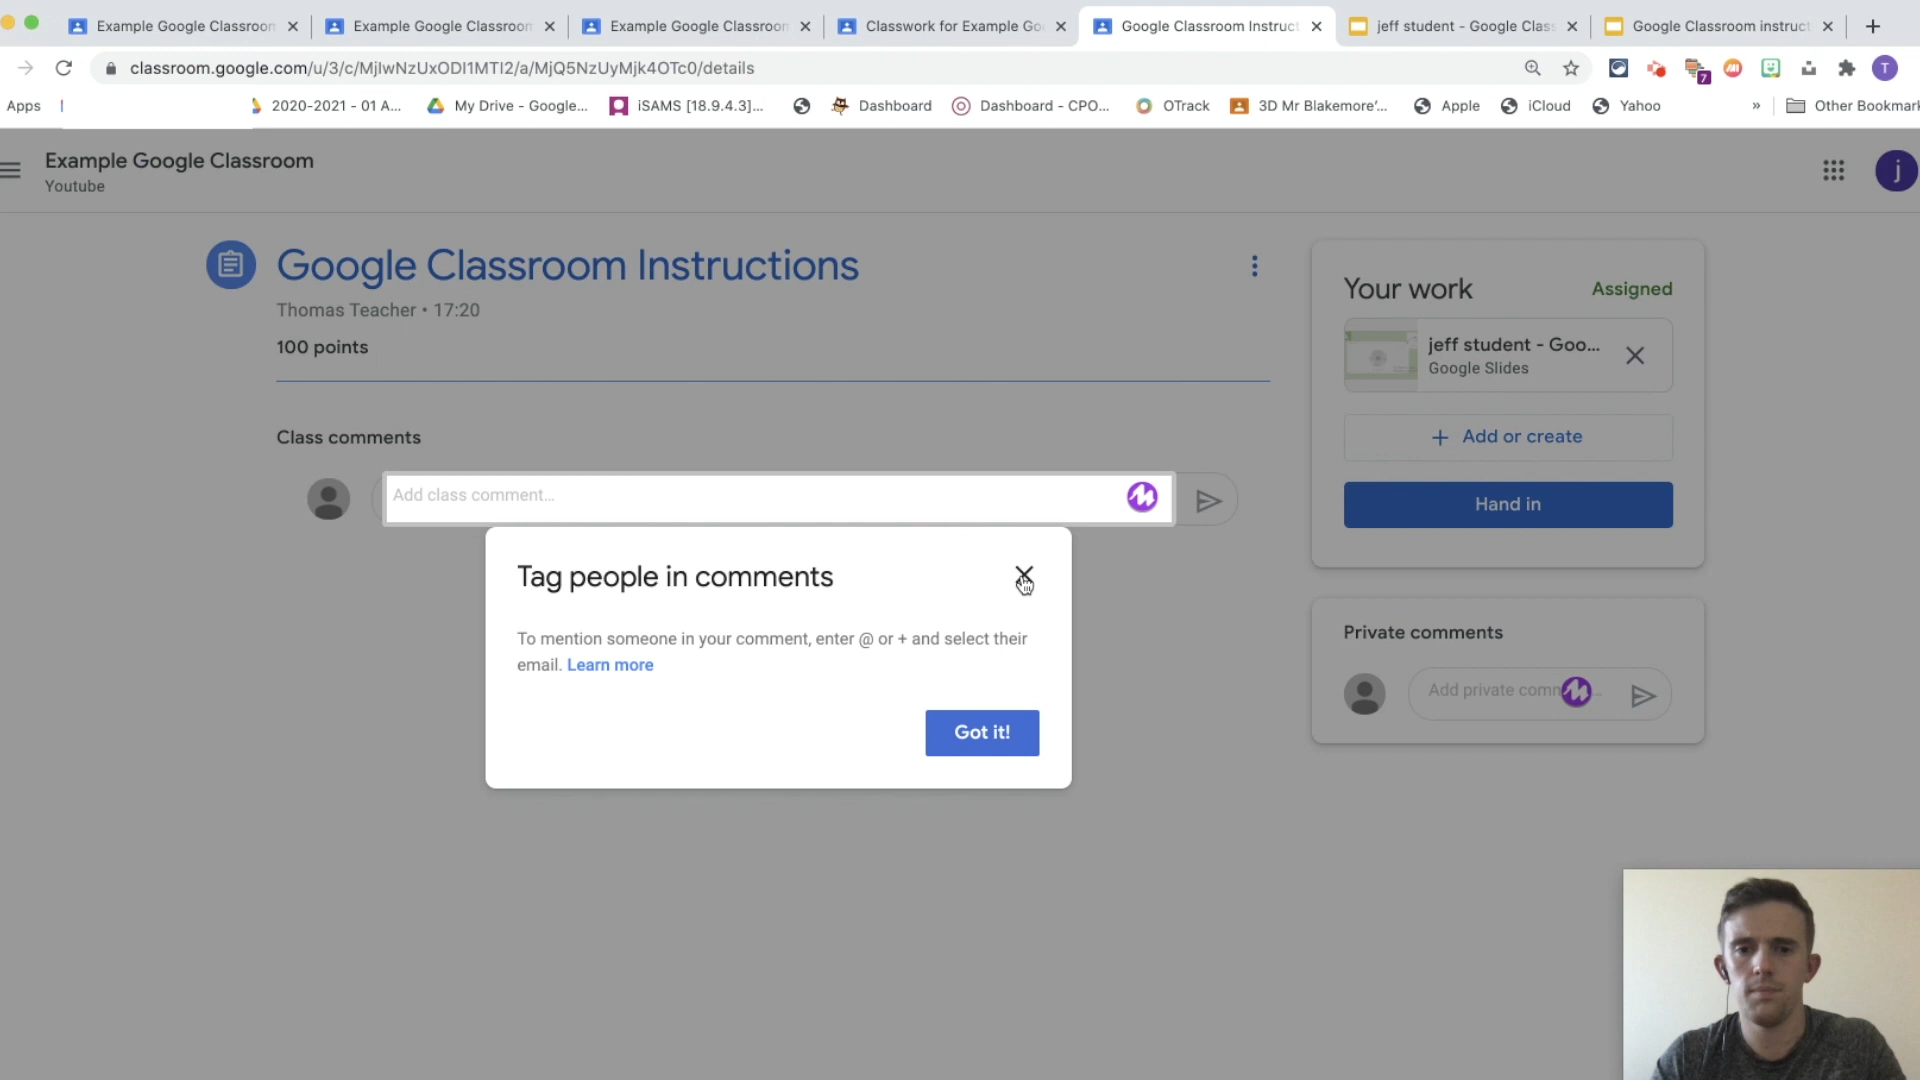 Example Google Classroom
Example Google Classroom
Example Google Classroom
Classwork for Example Go
Google Classroom Instruct
jeff student - Google Clas
Google Classroom instruct
classroom.google.com/u/3/c/MjIwNzUxODI1MTI2/a/MjQ5NzUyMjk4OTc0/details
7
T
Apps
2020-2021 - 01 A...
My Drive - Google...
iSAMS [18.9.4.3]...
Dashboard
Dashboard - CPO...
OTrack
3D Mr Blakemore'...
Apple
iCloud
Yahoo
»
Other Bookmark
Example Google Classroom
Youtube
j
Google Classroom Instructions
Thomas Teacher • 17:20
100 points
Class comments
Add class comment...
Tag people in comments
To mention someone in your comment, enter @ or + and select their
email. Learn more
Got it!
Your work
Assigned
jeff student - Goo...
Google Slides
+ Add or create
Hand in
Private comments
Add private comm